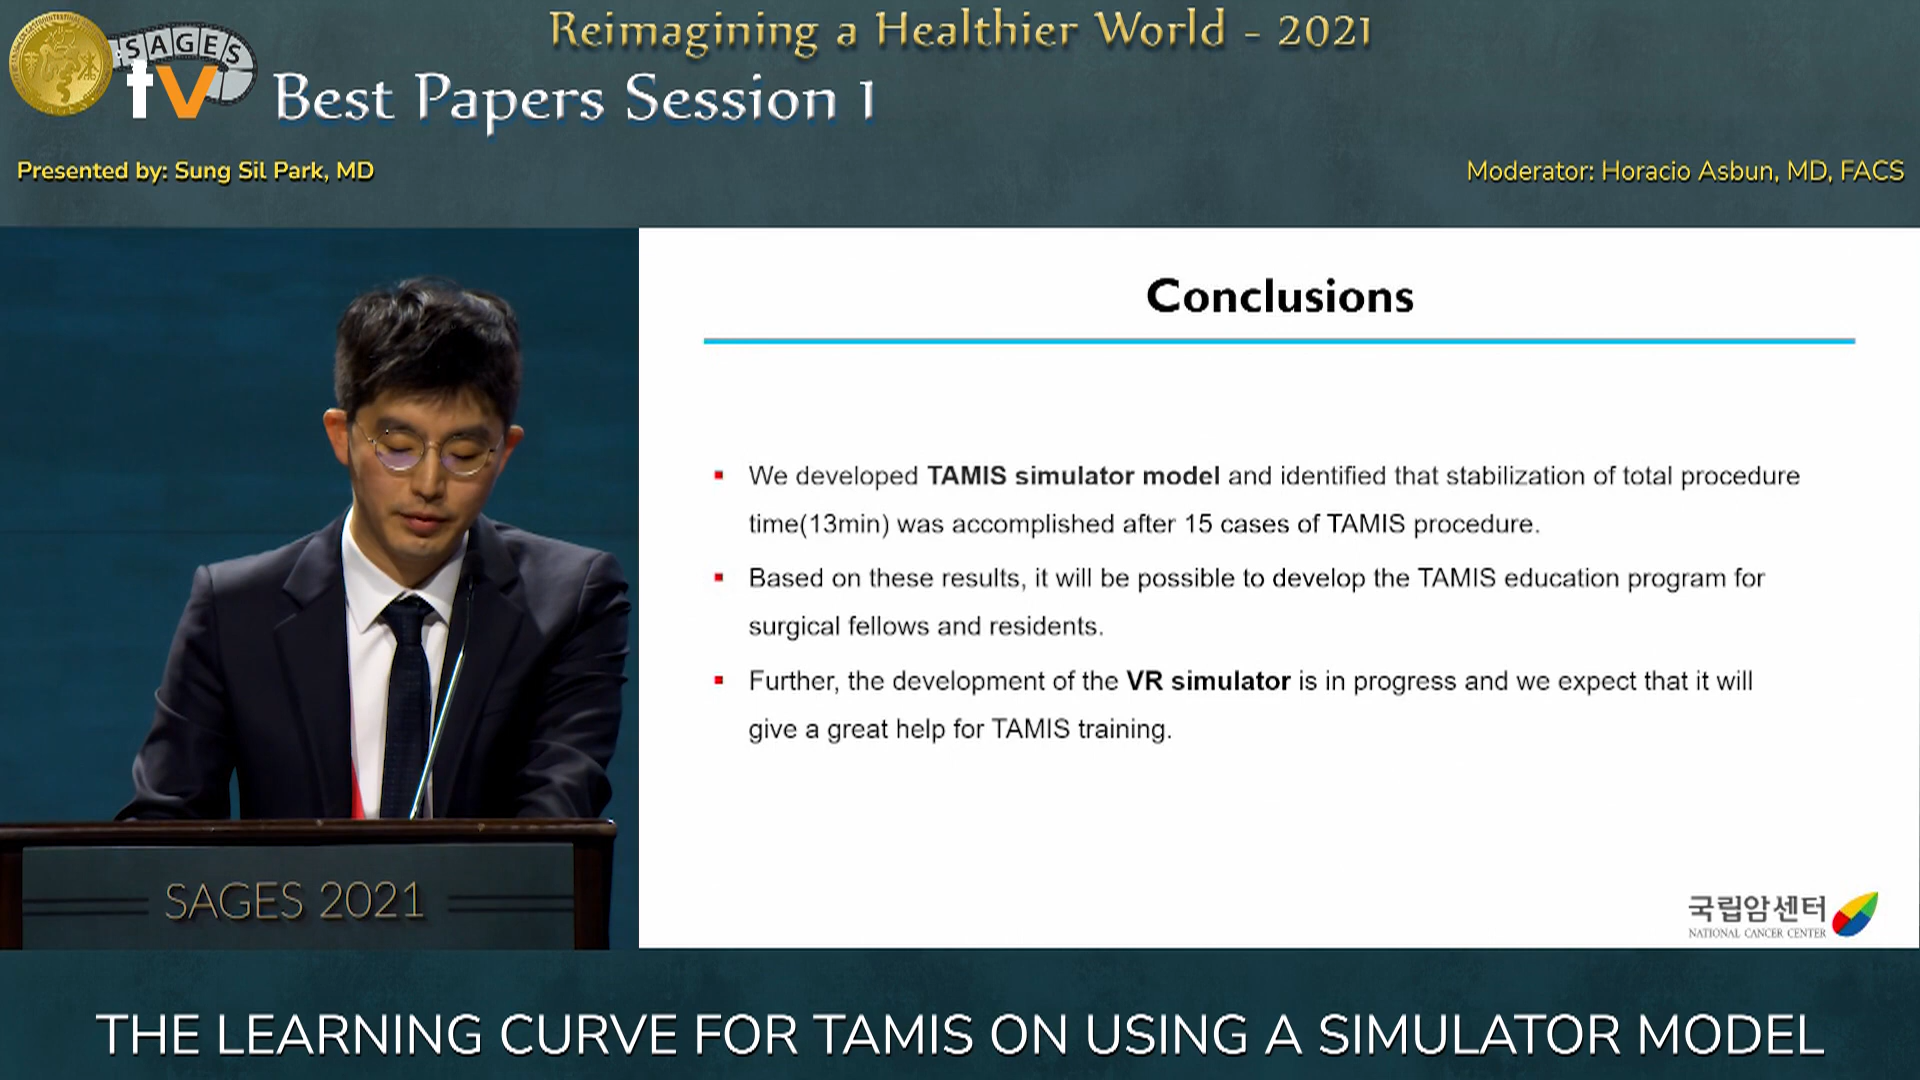 Reimagining a Healthier World - 2021
SAGES
tv
Best Papers Session 1
Presented by: Sung Sil Park, MD
Moderator: Horacio Asbun, MD, FACS
Conclusions
We developed TAMIS simulator model and identified that stabilization of total procedure
time(13min) was accomplished after 15 cases of TAMIS procedure.
Based on these results, it will be possible to develop the TAMIS education program for
surgical fellows and residents.
Further, the development of the VR simulator is in progress and we expect that it will
give a great help for TAMIS training.
국립암센터
NATIONAL CANCER CENTER
SAGES 2021
THE LEARNING CURVE FOR TAMIS ON USING A SIMULATOR MODEL